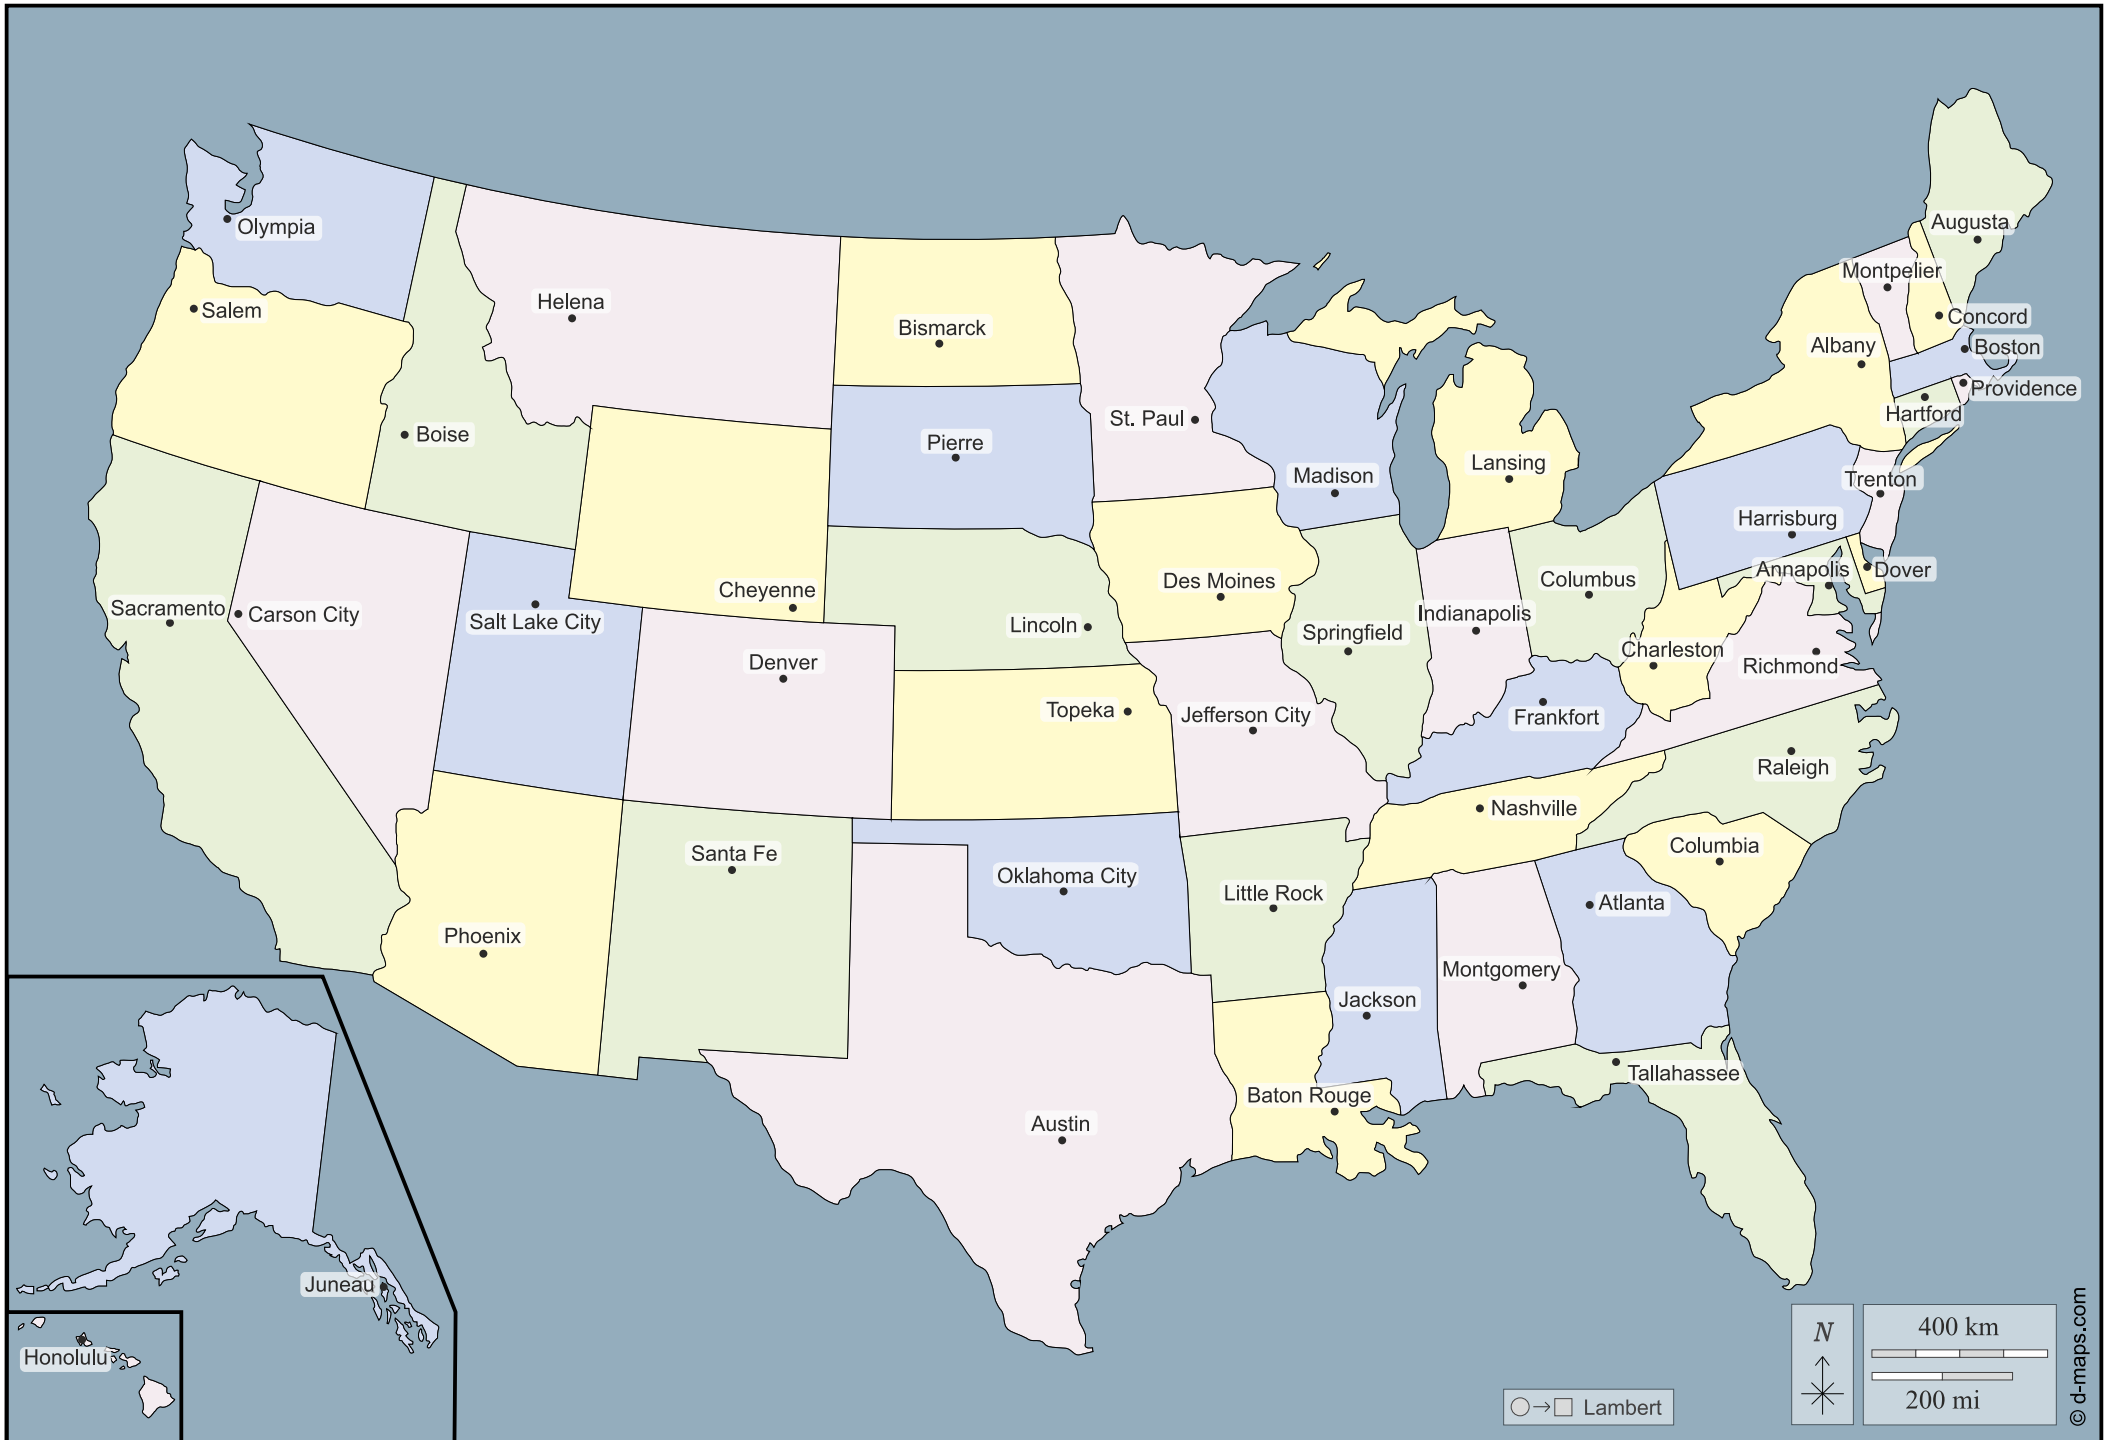 Olympia
Augusta
Montpelier
Helena
Salem
Concord
Bismarck
Albany
Boston
Providence
Hartford
St. Paul
Boise
Pierre
Lansing
Madison
Trenton
Harrisburg
Annapolis
Dover
Columbus
Des Moines
Cheyenne
Sacramento
Carson City
Salt Lake City
Lincoln
Indianapolis
Springfield
Charleston
Richmond
Denver
Topeka
Jefferson City
Frankfort
Raleigh
Nashville
Columbia
Santa Fe
Oklahoma City
Little Rock
Atlanta
Phoenix
Montgomery
Jackson
Tallahassee
Baton Rouge
Austin
Juneau
Honolulu
N
400 km
200 mi
Lambert
© d-maps.com